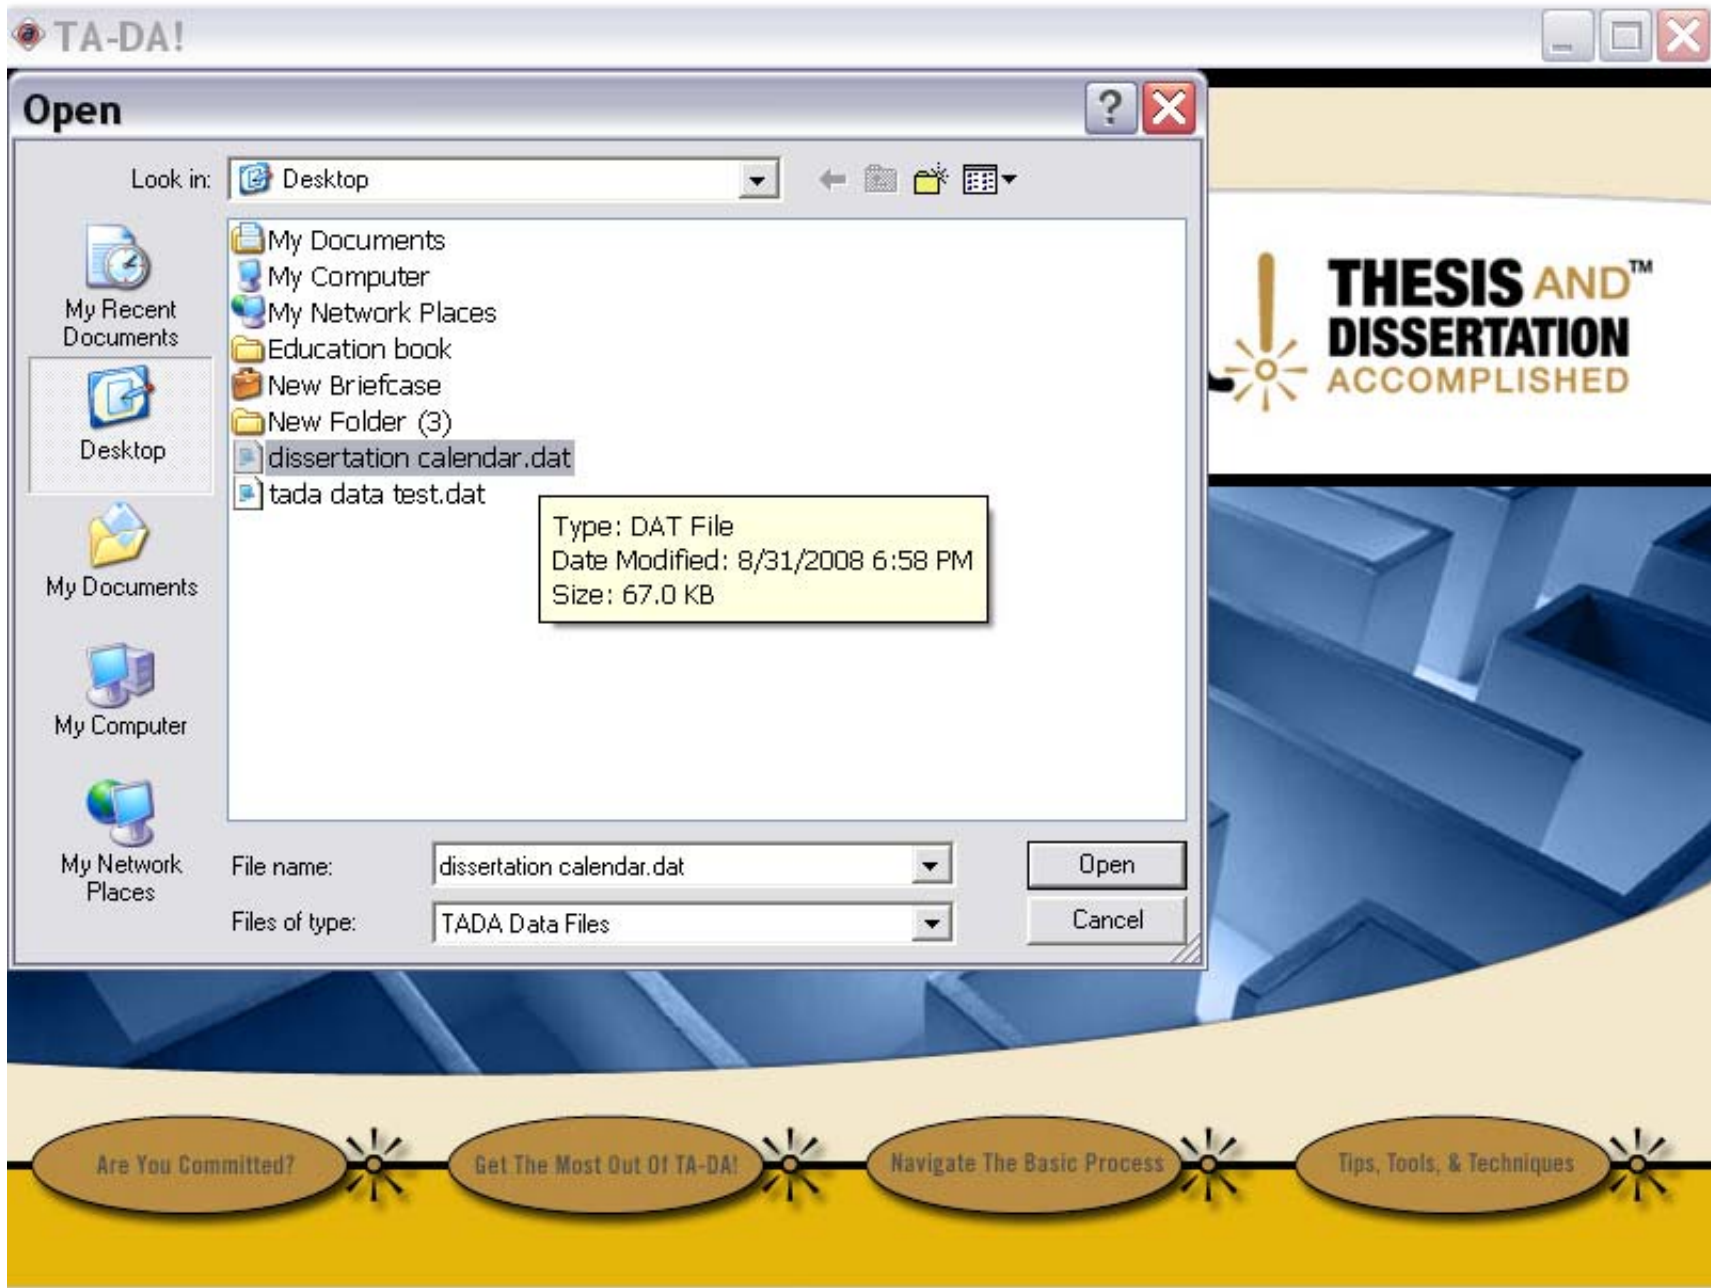 TA-DA!
Open
Look in:
Desktop
My Recent
Documents
Desktop
My Documents
My Computer
My Network
Places
My Documents
My Computer
My Network Places
Education book
New Briefcase
New Folder (3)
dissertation calendar.dat
tada data test.dat
Type: DAT File
Date Modified: 8/31/2008 6:58 PM
Size: 67.0 KB
File name:
dissertation calendar.dat
Open
Files of type:
TADA Data Files
Cancel
THESIS AND™
DISSERTATION
ACCOMPLISHED
Are You Committed?
Get The Most Out Of TA-DA!
Navigate The Basic Process
Tips, Tools, & Techniques